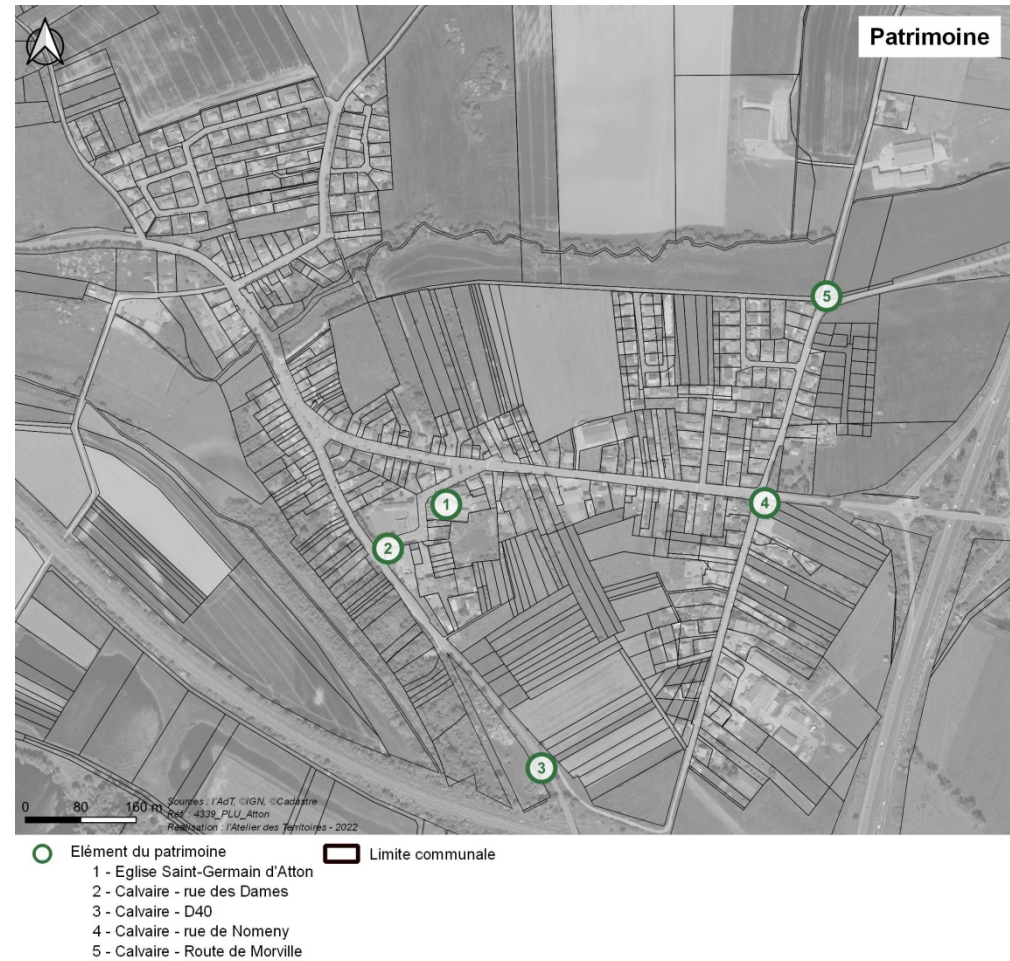 Patrimoine
5
1
4
2
3
0 80 160 m
Sources : l'AdT, ©IGN, ©Cadastre
Réf : 4339_PLU_Atton
Réalisation : l'Atelier des Territoires - 2022
Elément du patrimoine
Limite communale
1 - Eglise Saint-Germain d'Atton
2 - Calvaire - rue des Dames
3 - Calvaire - D40
4 - Calvaire - rue de Nomeny
5 - Calvaire - Route de Morville